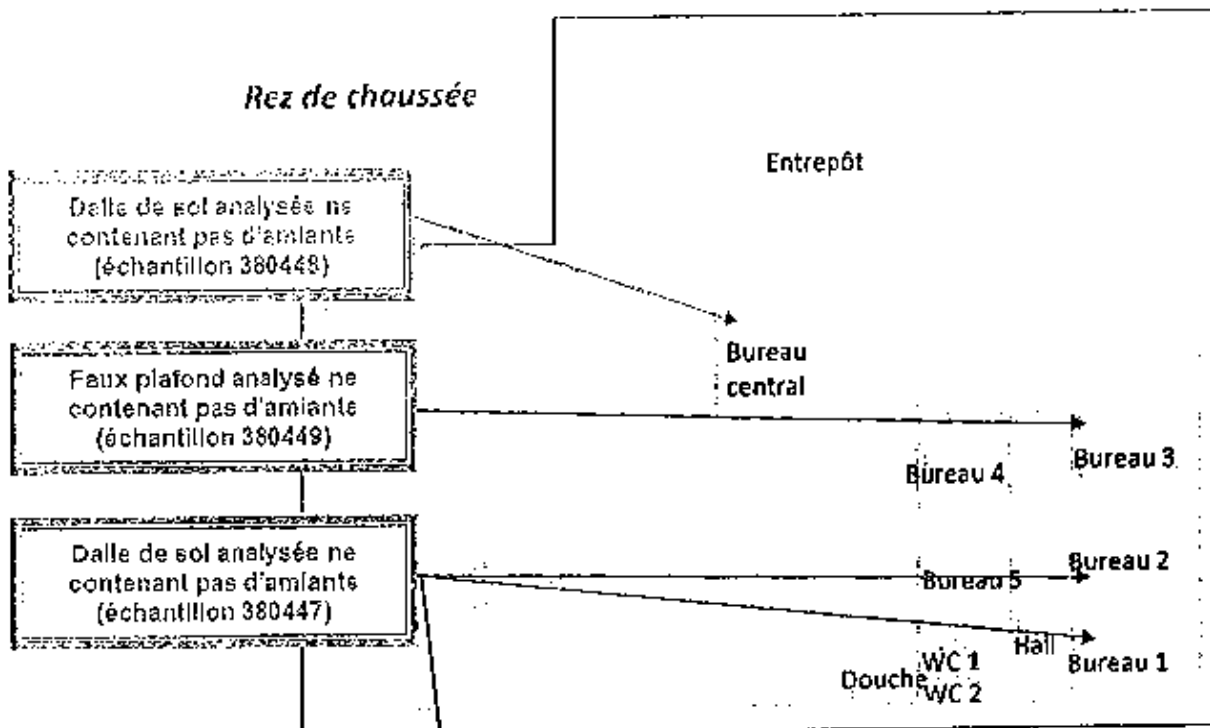 Rez de chaussée
Entrepôt
Dalle de sol analysée ne
contenant pas d'amiante
(échantillon 380448)
Bureau
central
Faux plafond analysé ne
contenant pas d'amiante
(échantillon 380449)
Bureau 4
Bureau 3
Dalle de sol analysée ne
contenant pas d'amiante
(échantillon 380447)
Bureau 5
Bureau 2
Hall
Bureau 1
Douche
WC 1
WC 2